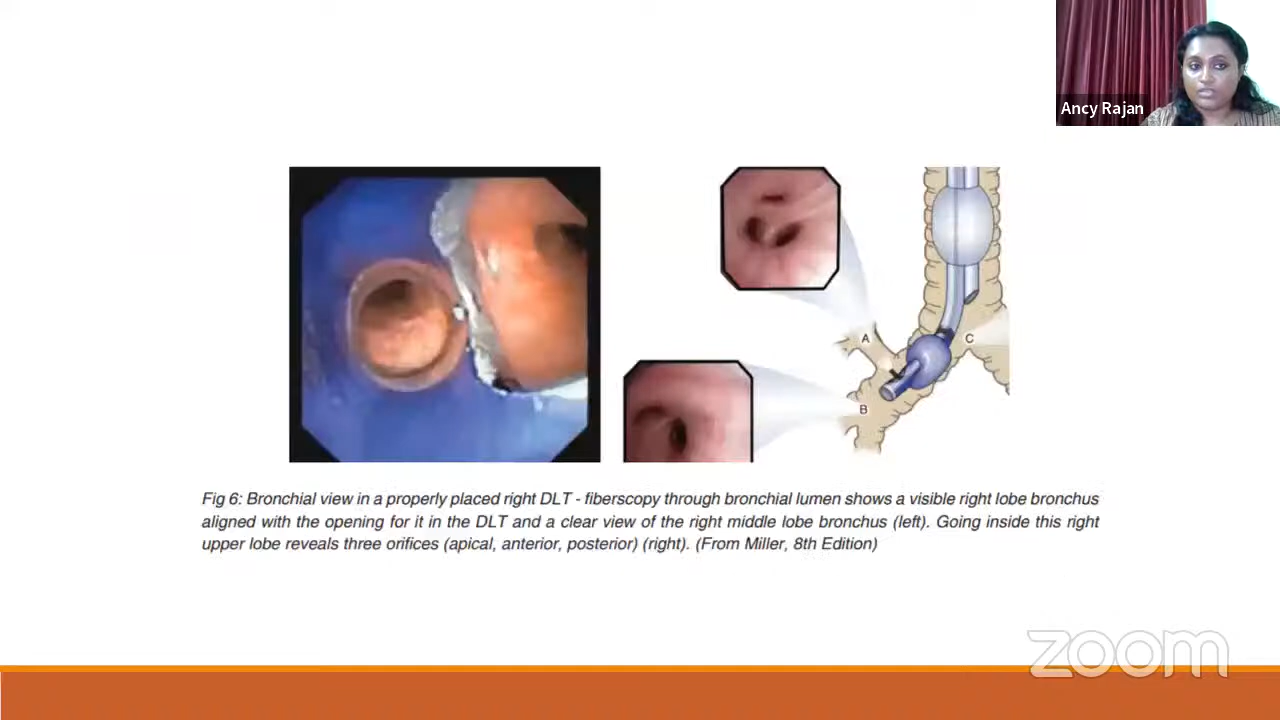 Ancy Rajan
A
C
B
Fig 6: Bronchial view in a properly placed right DLT - fiberscopy through bronchial lumen shows a visible right lobe bronchus
aligned with the opening for it in the DLT and a clear view of the right middle lobe bronchus (left). Going inside this right
upper lobe reveals three orifices (apical, anterior, posterior) (right). (From Miller, 8th Edition)
zoom